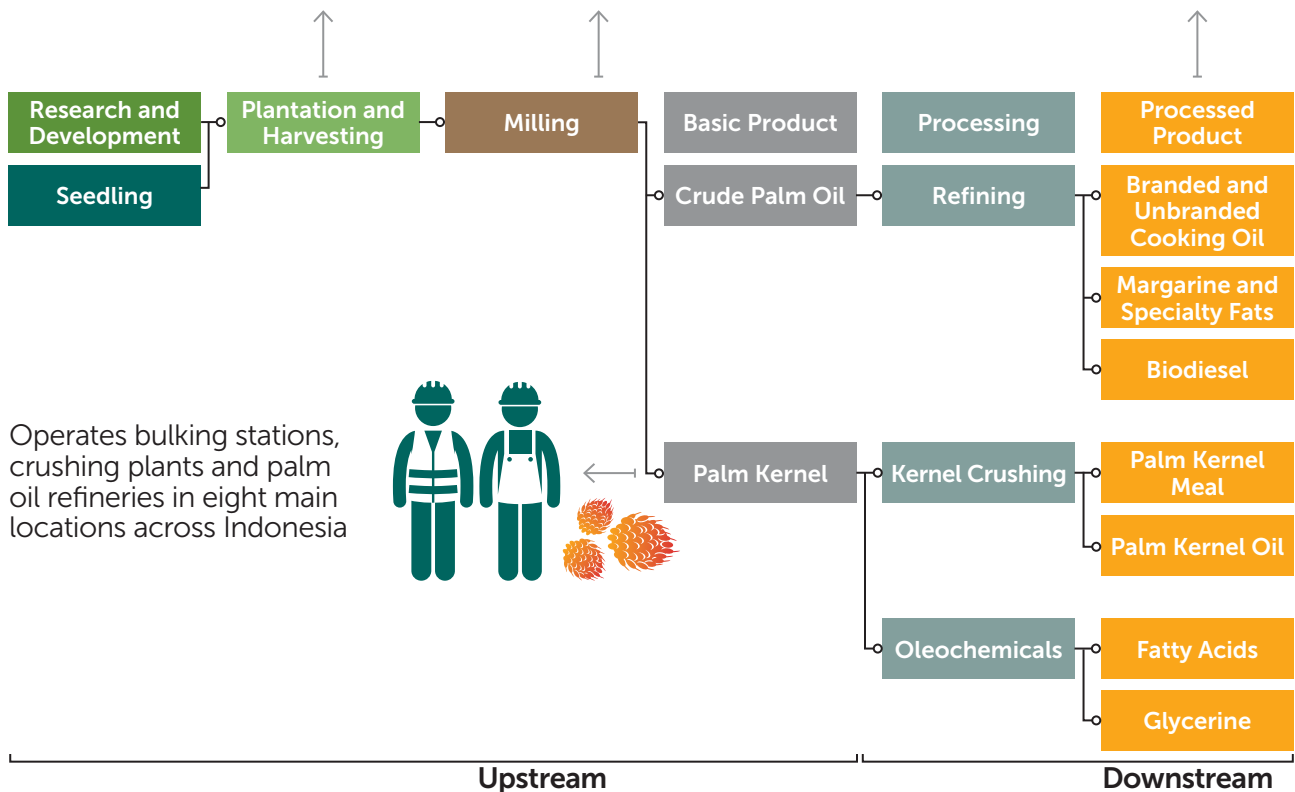 Research and
Development
Plantation and
Harvesting
Milling
Basic Product
Processing
Processed
Product
Seedling
Crude Palm Oil
Refining
Branded and
Unbranded
Cooking Oil
Margarine and
Specialty Fats
Biodiesel
Operates bulking stations,
crushing plants and palm
oil refineries in eight main
locations across Indonesia
Palm Kernel
Kernel Crushing
Palm Kernel
Meal
Palm Kernel Oil
Oleochemicals
Fatty Acids
Glycerine
Upstream
Downstream